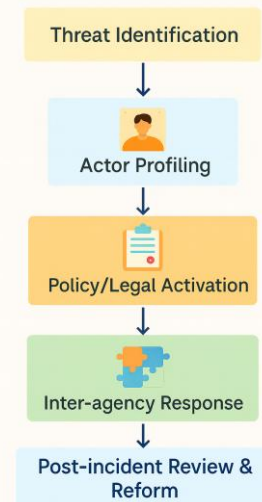 Threat Identification
Actor Profiling
Policy/Legal Activation
Inter-agency Response
Post-incident Review &
Reform